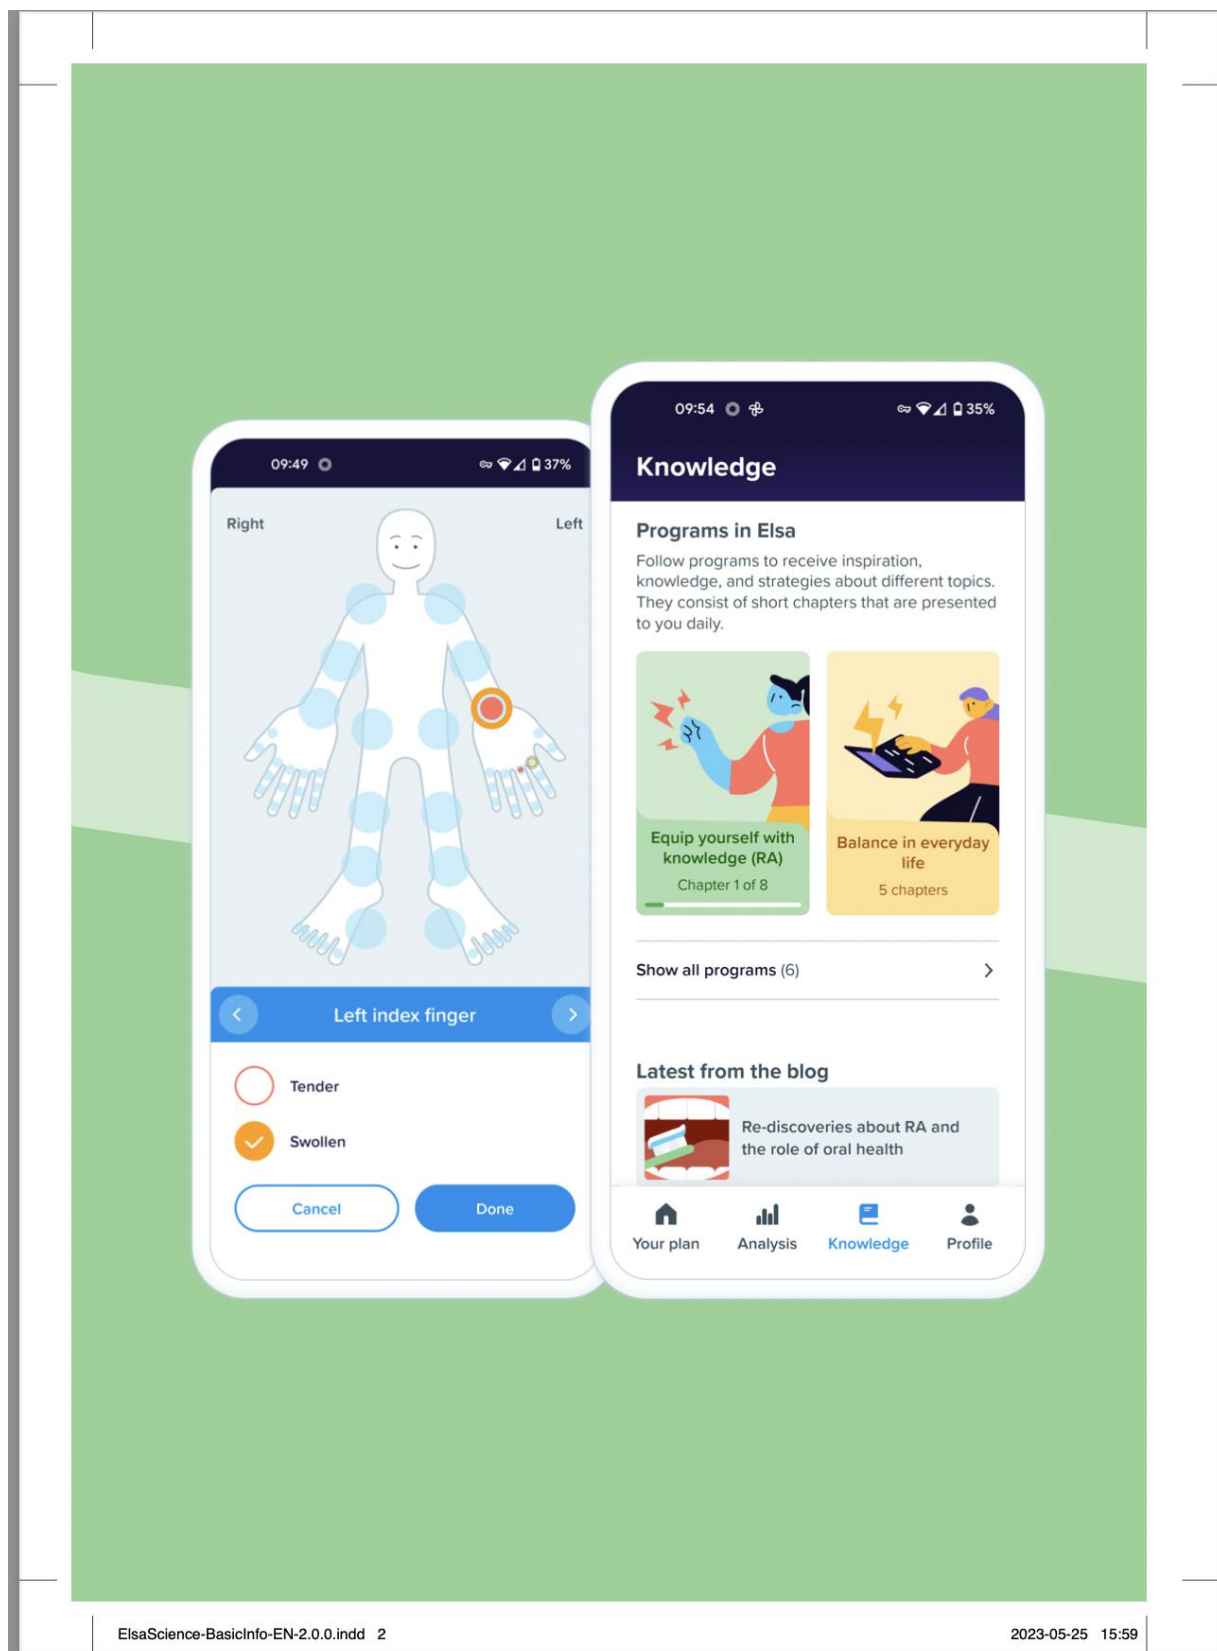 09:49
37%
Right
Left
Left index finger
Tender
Swollen
Cancel
Done
09:54
35%
Knowledge
Programs in Elsa
Follow programs to receive inspiration,
knowledge, and strategies about different topics.
They consist of short chapters that are presented
to you daily.
Equip yourself with
knowledge (RA)
Chapter 1 of 8
Balance in everyday
life
5 chapters
Show all programs (6)
Latest from the blog
Re-discoveries about RA and
the role of oral health
Your plan
Analysis
Knowledge
Profile
ElsaScience-BasicInfo-EN-2.0.0.indd 2
2023-05-25 15:59